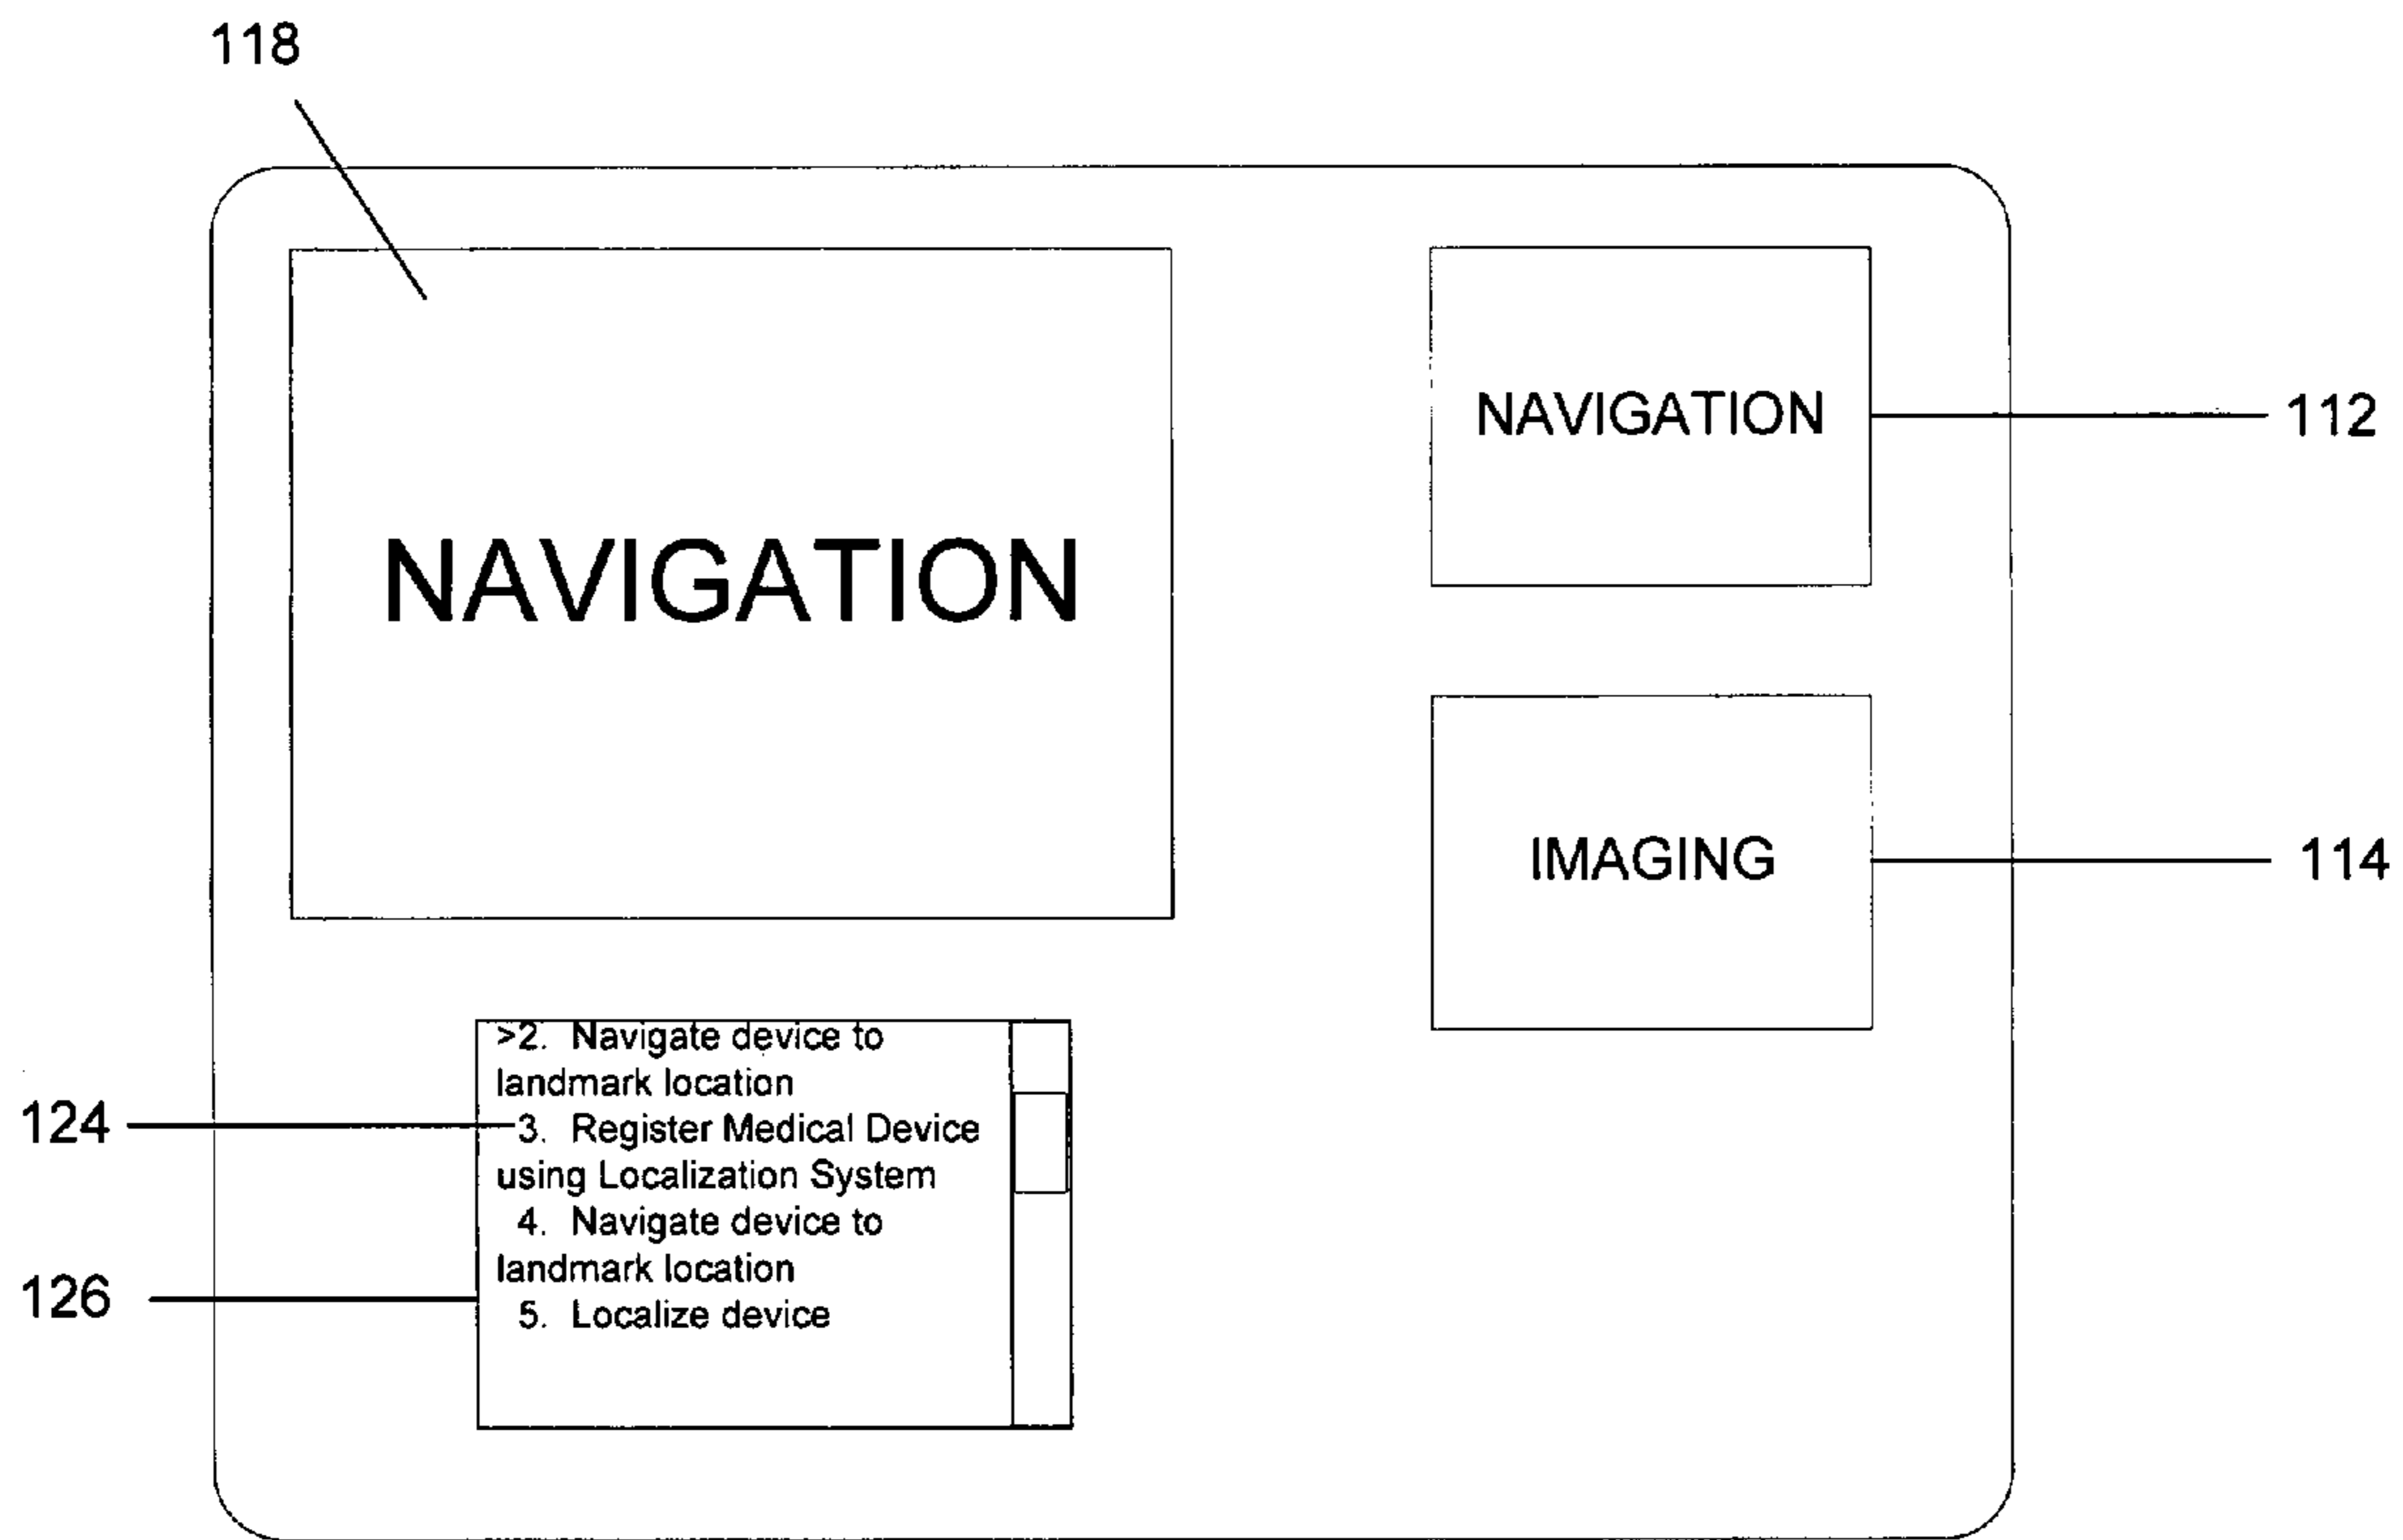 118
NAVIGATION
NAVIGATION
112
IMAGING
114
>2. Navigate device to
landmark location
124
3. Register Medical Device
using Localization System
4. Navigate device to
landmark location
126
5. Localize device